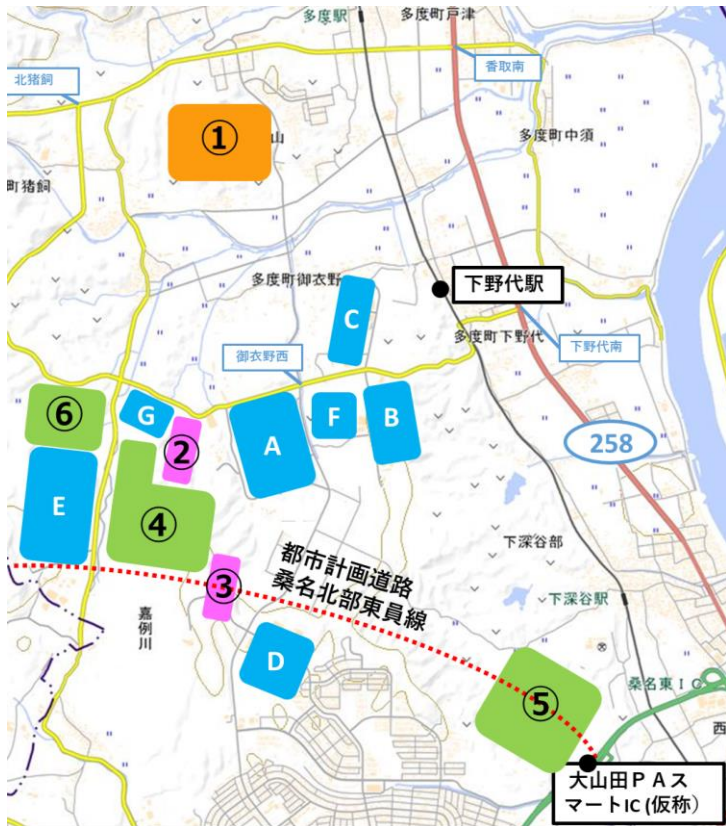 多度町戸津
多度駅
香取南
北猪飼
①
山
多度町中須
町猪飼
多度町御衣野
下野代駅
C
多度町下野代
御衣野西
下野代南
⑥
G
②
A
F
B
258
E
④
下深谷部
都市計画道路
桑名北部東員線
③
下深谷駅
嘉例川
D
⑤
桑名東IC
西
大山田PAス
マートIC(仮称)